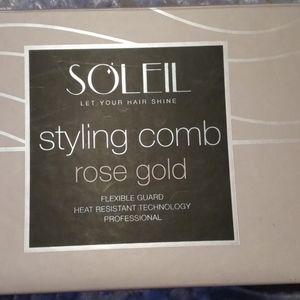 SOLEIL
LET YOUR HAIR SHINE
styling comb
rose gold
FLEXIBLE GUARD
HEAT RESISTANT TECHNOLOGY
PROFESSIONAL